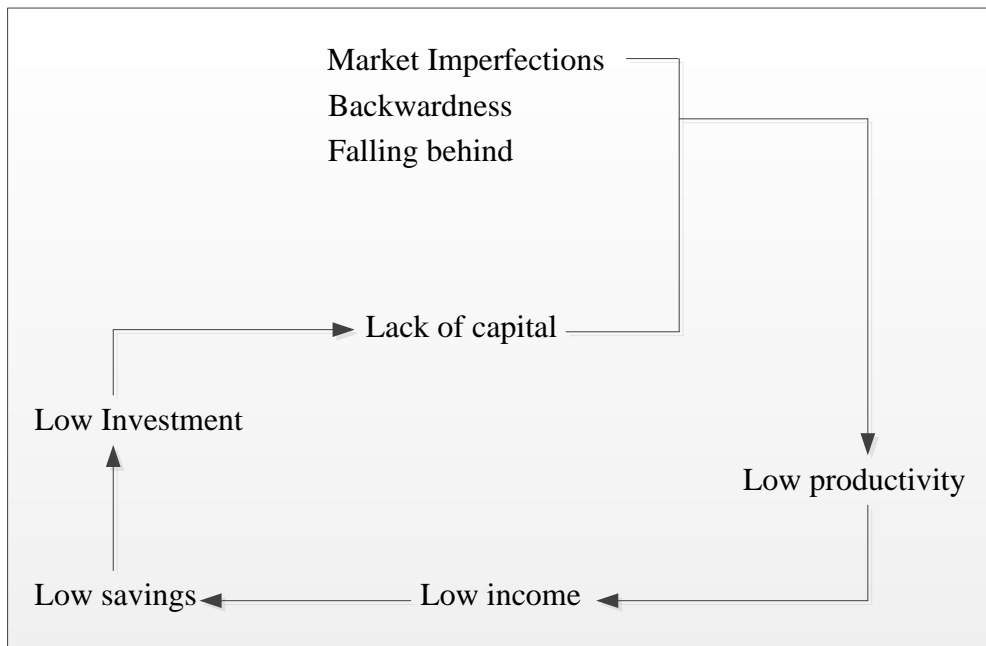 Market Imperfections
Backwardness
Falling behind
Lack of capital
Low Investment
Low productivity
Low savings
Low income